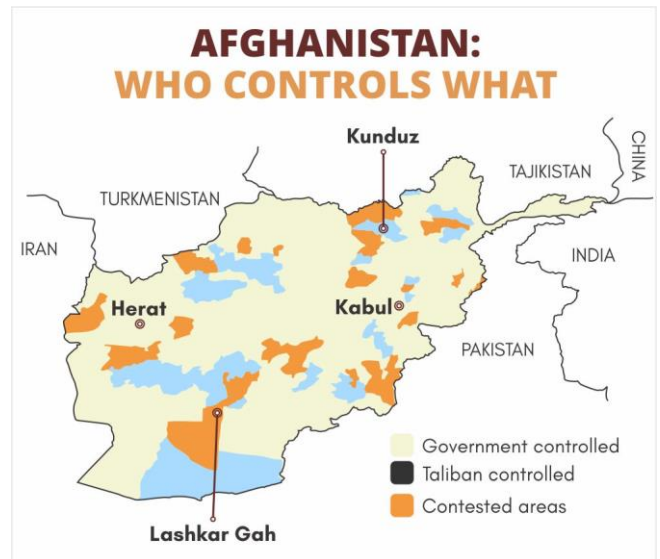 AFGHANISTAN:
WHO CONTROLS WHAT
Kunduz
CHINA
TAJIKISTAN
TURKMENISTAN
IRAN
INDIA
Herat
Kabul
PAKISTAN
Government controlled
Taliban controlled
Contested areas
Lashkar Gah